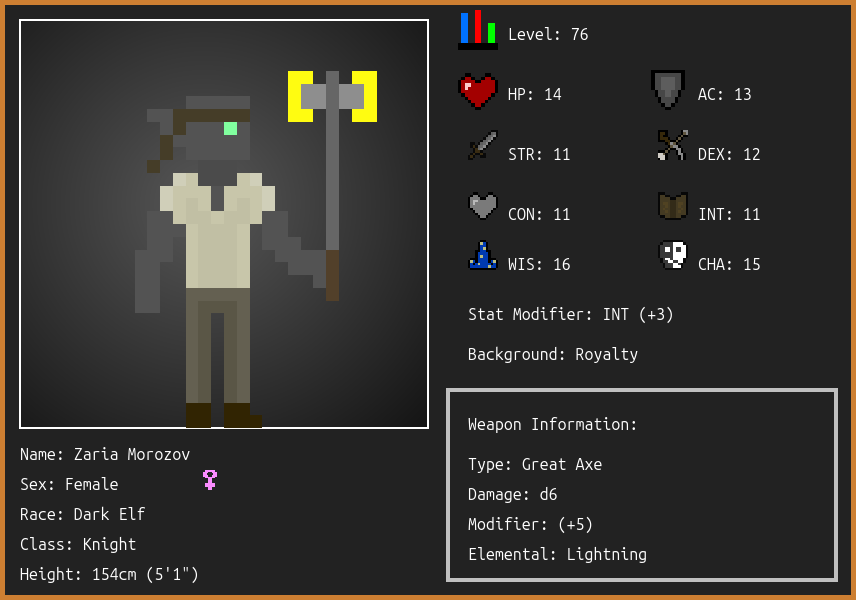 Level: 76
HP: 14
AC: 13
STR: 11
DEX: 12
CON: 11
INT: 11
WIS: 16
CHA: 15
Stat Modifier: INT (+3)
Background: Royalty
Weapon Information:
Type: Great Axe
Damage: d6
Modifier: (+5)
Elemental: Lightning
Name: Zaria Morozov
Sex: Female
Race: Dark Elf
Class: Knight
Height: 154cm (5'1")